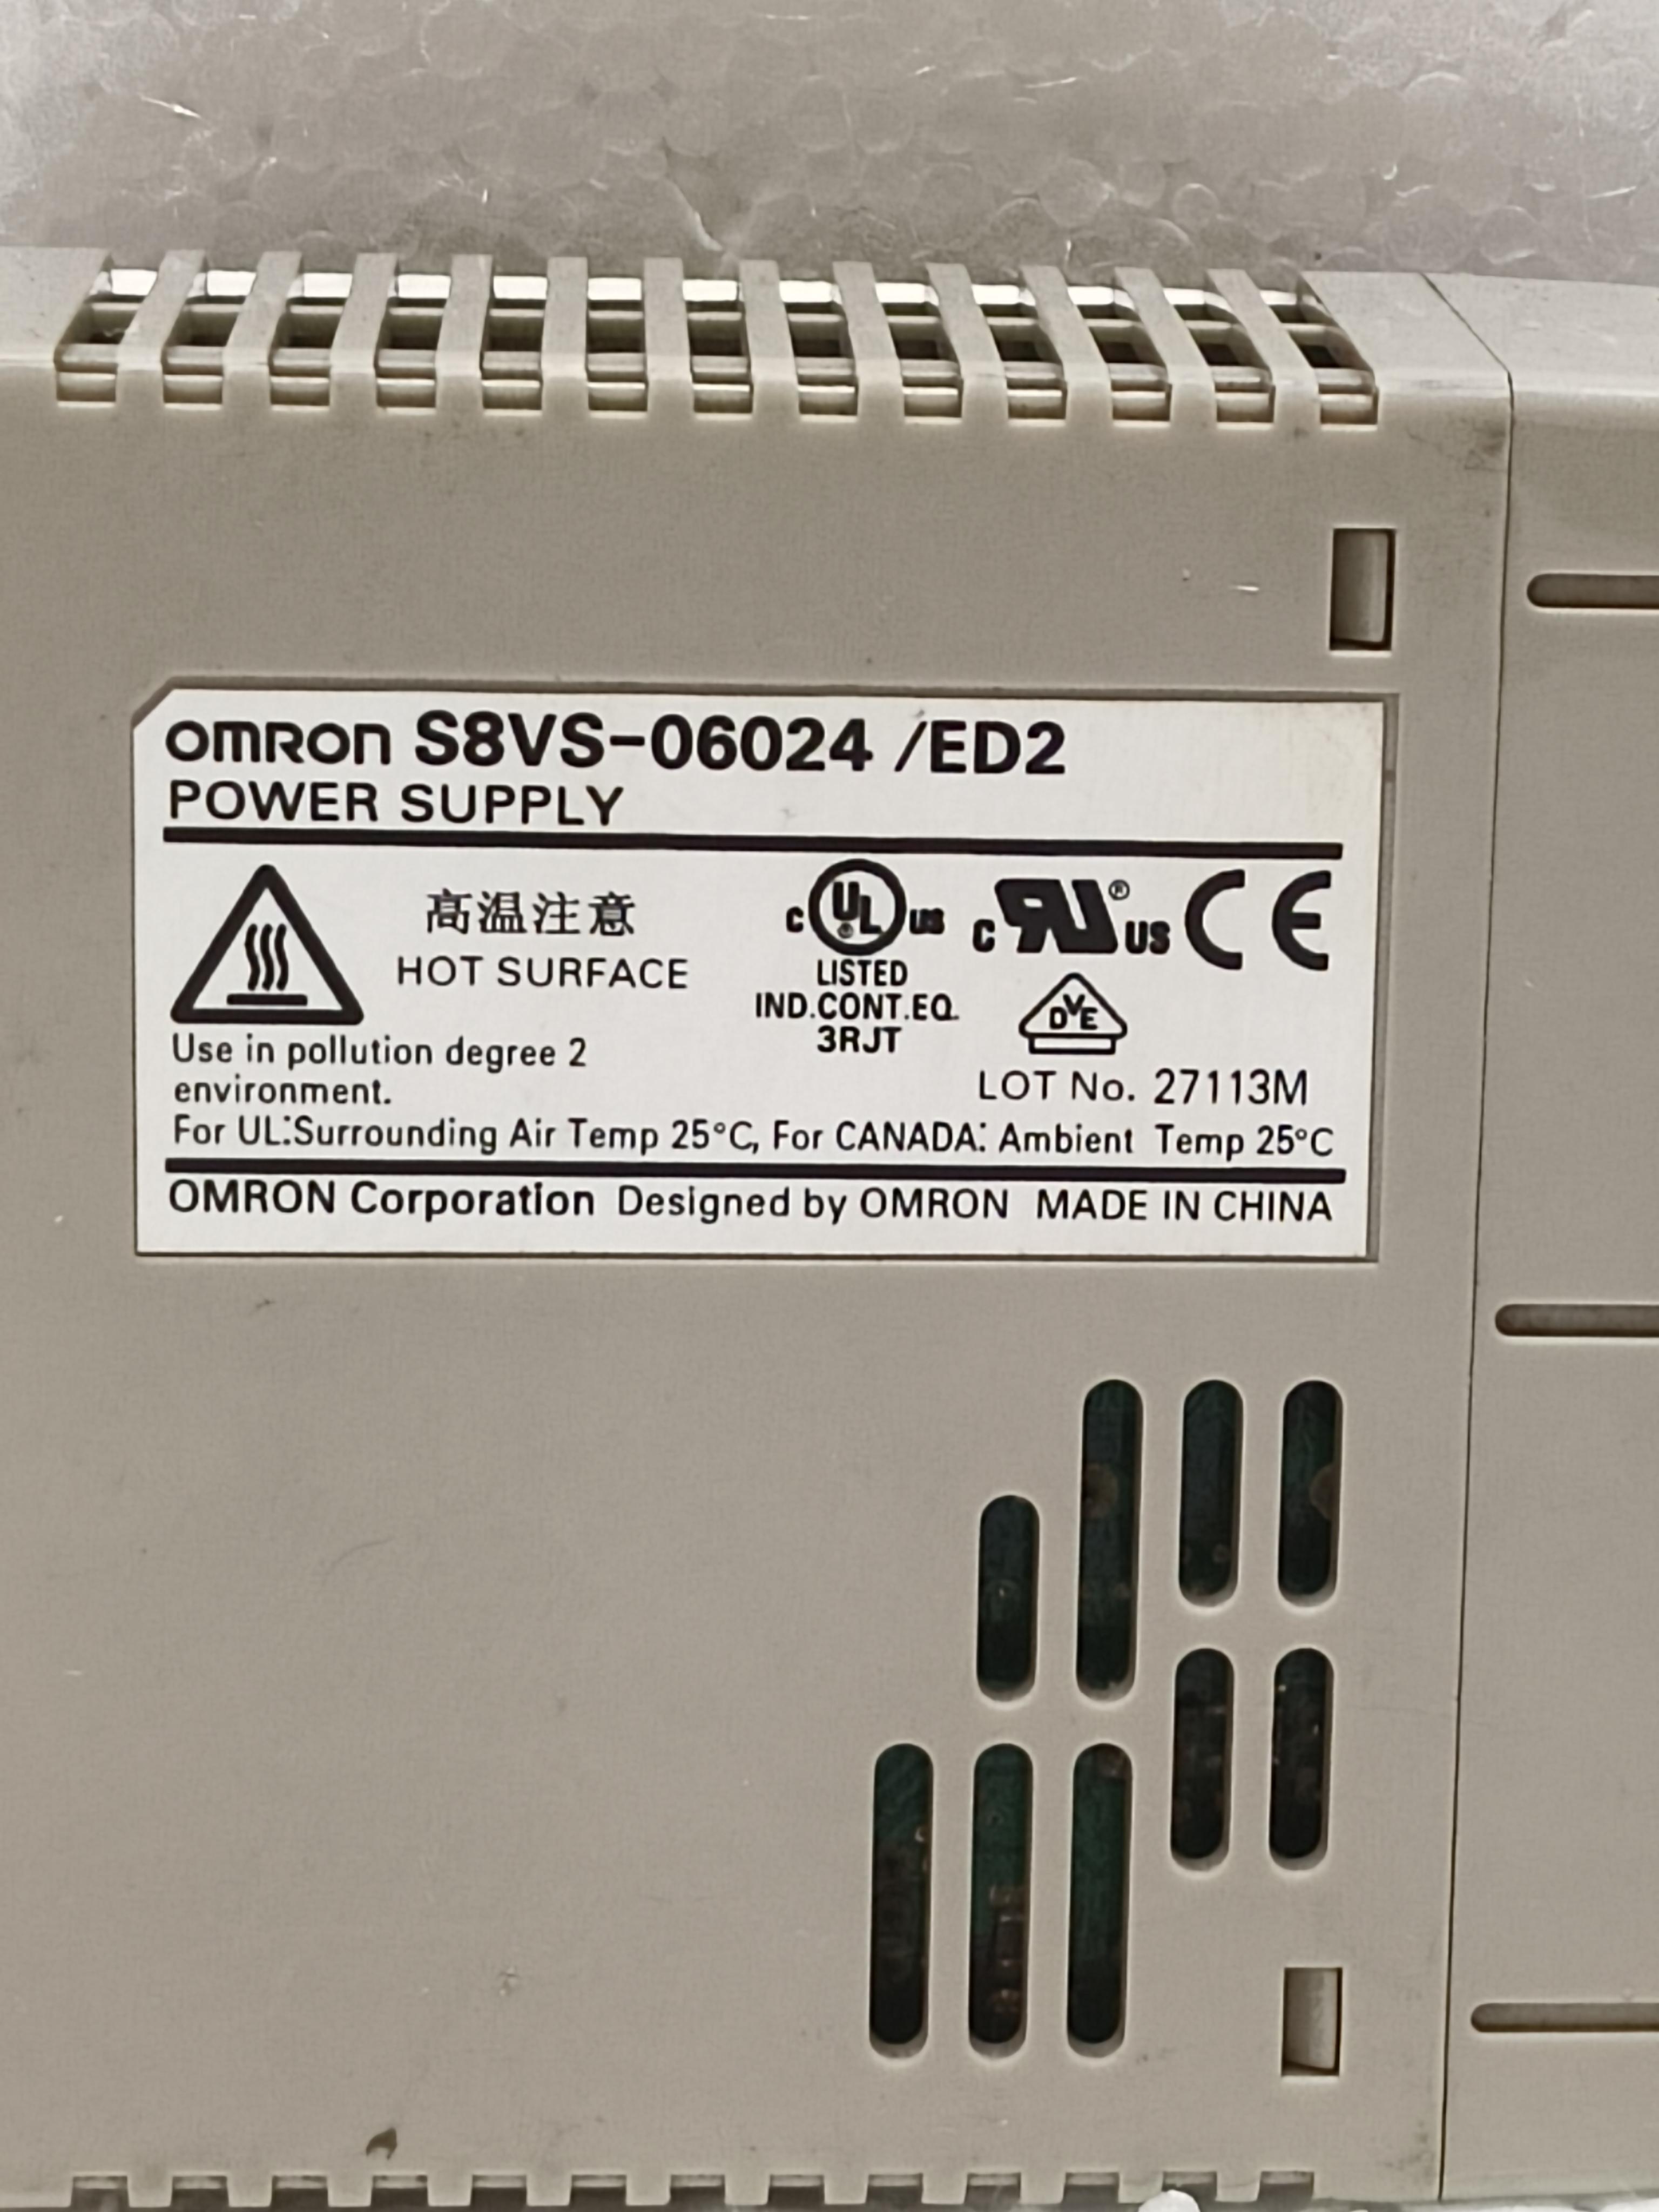 OMRON S8VS-06024 /ED2
POWER SUPPLY
高温注意
HOT SURFACE
c UL® us
LISTED
IND.CONT.EQ.
3RJT
c RU® us
CE
DVE
Use in pollution degree 2
environment.
LOT No. 27113M
For UL:Surrounding Air Temp 25°C, For CANADA: Ambient Temp 25°C
OMRON Corporation Designed by OMRON MADE IN CHINA